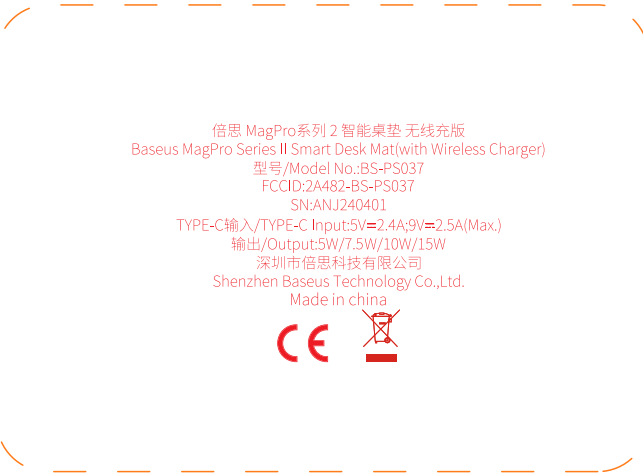 倍思 MagPro系列 2 智能桌垫 无线充版
Baseus MagPro Series Ⅱ Smart Desk Mat(with Wireless Charger)
型号/Model No.:BS-PS037
FCCID:2A482-BS-PS037
SN:ANJ240401
TYPE-C输入/TYPE-C Input:5V⎓2.4A;9V⎓2.5A(Max.)
输出/Output:5W/7.5W/10W/15W
深圳市倍思科技有限公司
Shenzhen Baseus Technology Co.,Ltd.
Made in china
CE